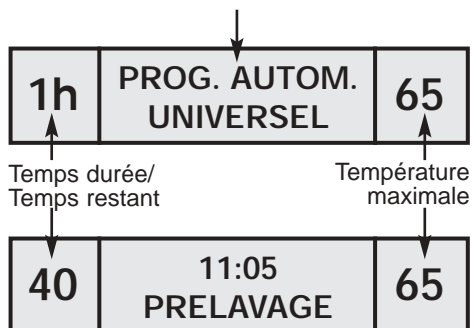 1h
PROG. AUTOM.
UNIVERSEL
65
Temps durée/
Temps restant
Température
maximale
40
11:05
PRELAVAGE
65